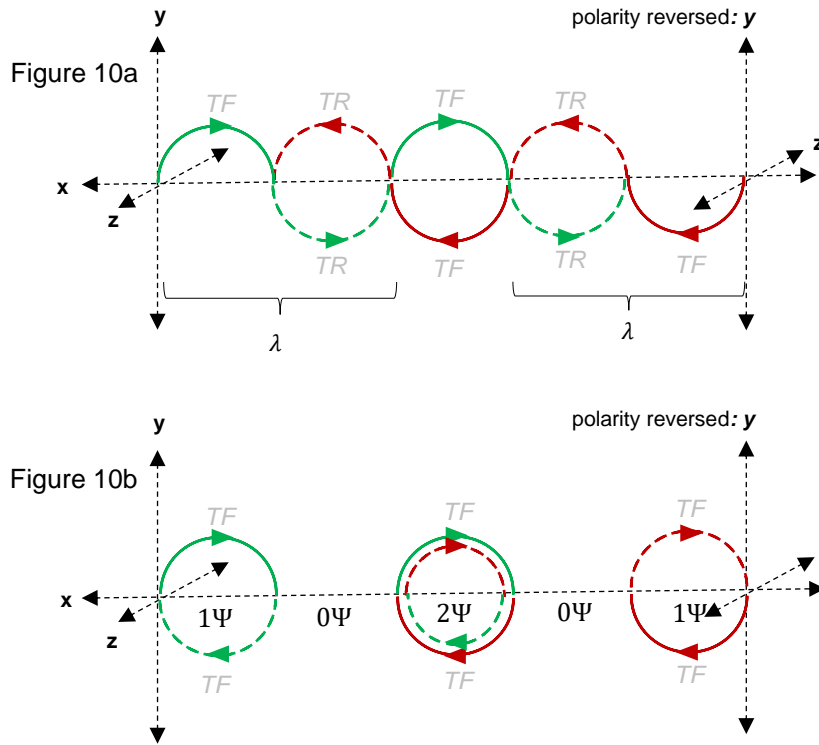 y
polarity reversed: y
Figure 10a
TF
TR
TF
TR
z
x
z
TR
TF
TR
TF
λ
λ
y
polarity reversed: y
Figure 10b
TF
TF
TF
x
1Ψ
0Ψ
2Ψ
0Ψ
1Ψ
z
TF
TF
TF